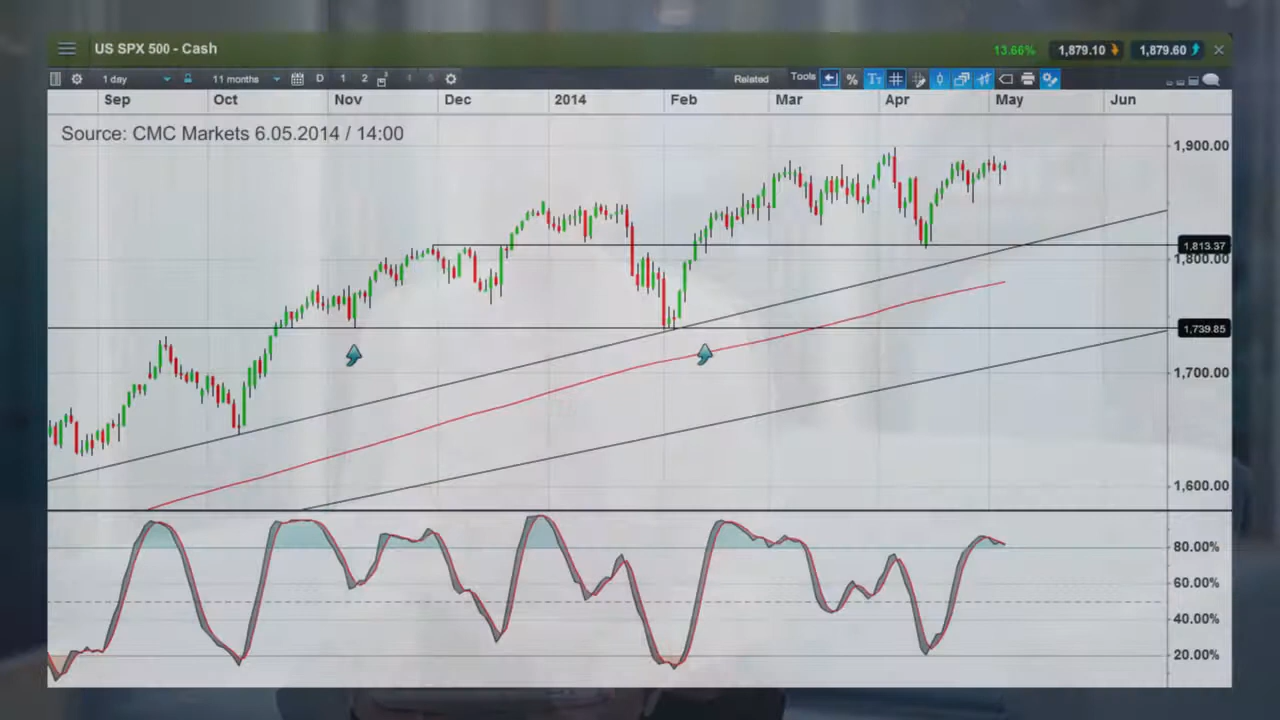 US SPX 500 - Cash
13.66%
1,879.10
1,879.60
1 day
11 months
D
1
2
3
4
5
Related
Tools
%
Sep
Oct
Nov
Dec
2014
Feb
Mar
Apr
May
Jun
Source: CMC Markets 6.05.2014 / 14:00
1,900.00
1,813.37
1,800.00
1,739.85
1,700.00
1,600.00
80.00%
60.00%
40.00%
20.00%